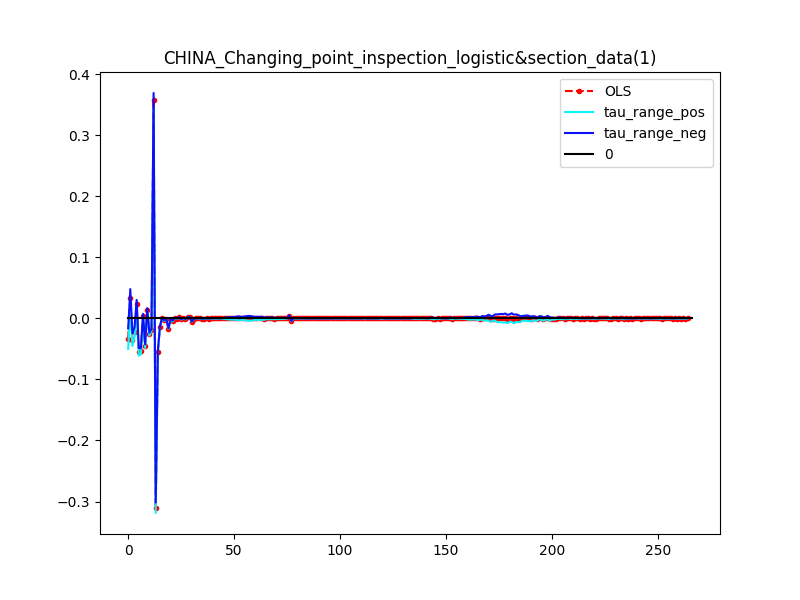 CHINA_Changing_point_inspection_logistic&section_data(1)
OLS
tau_range_pos
tau_range_neg
0
0.4
0.3
0.2
0.1
0.0
−0.1
−0.2
−0.3
0 50 100 150 200 250